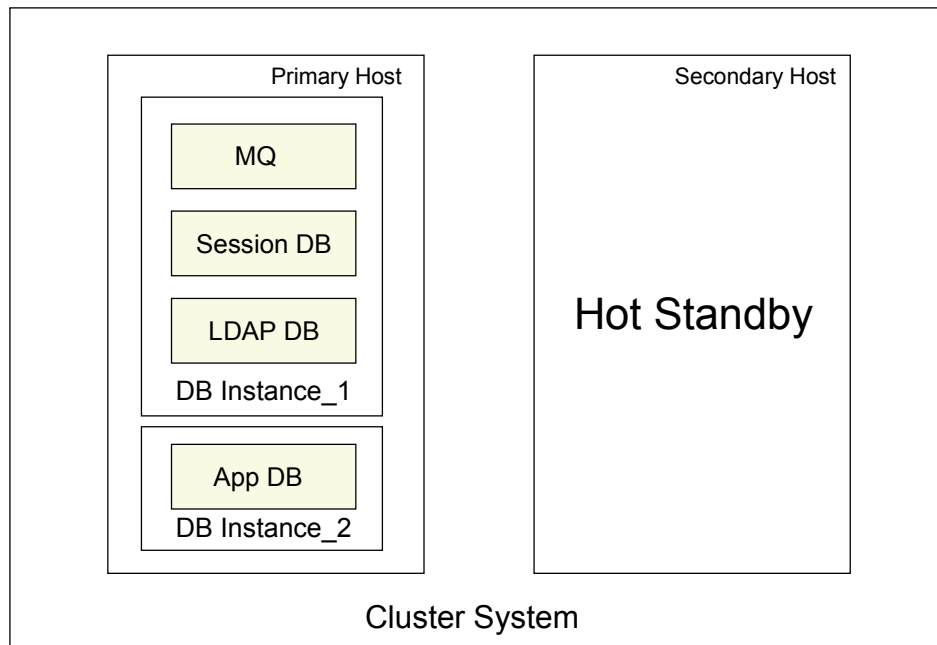 Primary Host
MQ
Session DB
LDAP DB
DB Instance_1
App DB
DB Instance_2
Secondary Host
Hot Standby
Cluster System